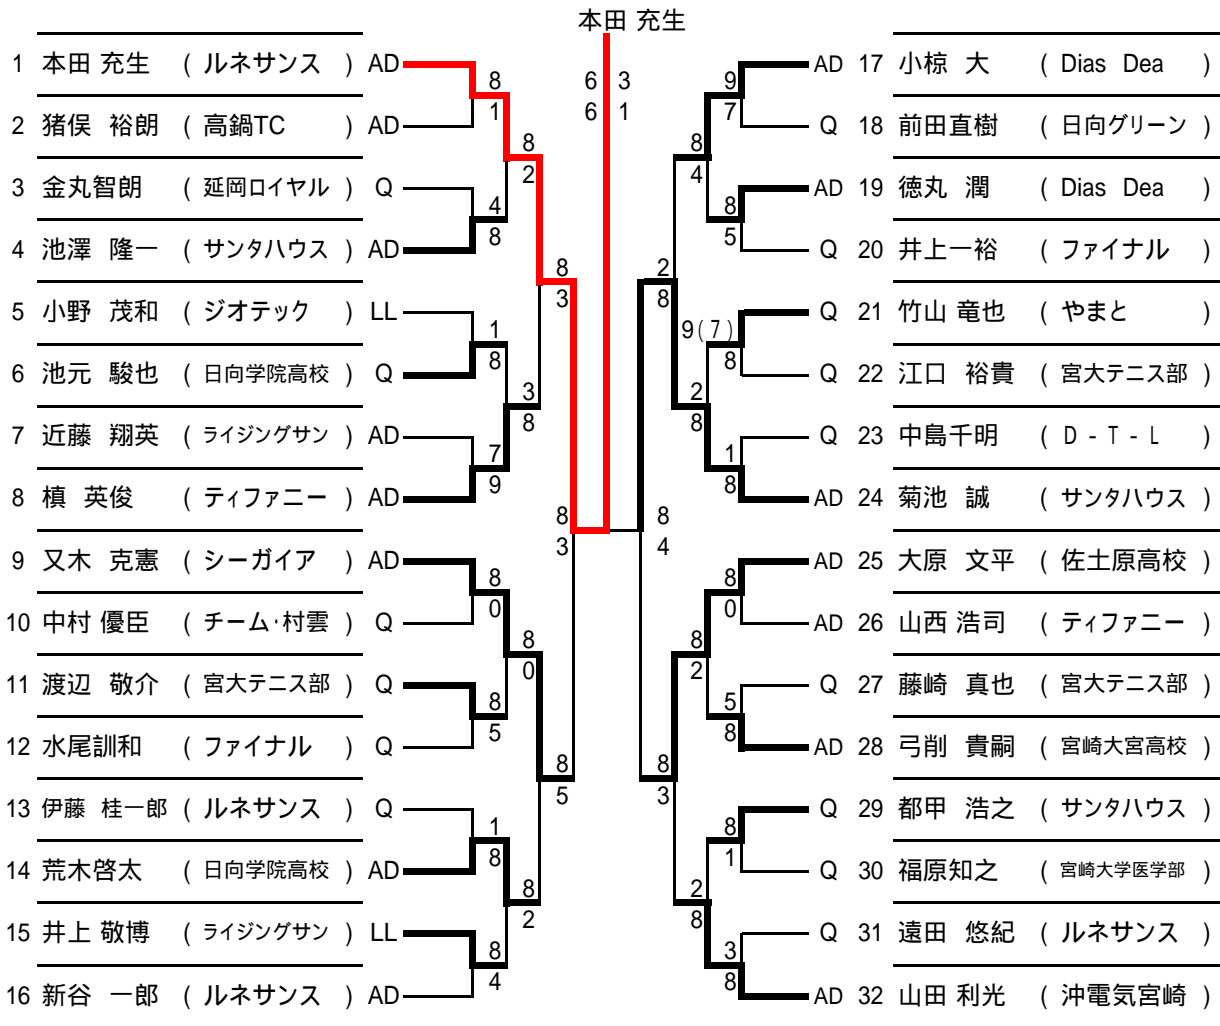 本田 充生
1 本田 充生 ( ルネサンス ) AD
2 猪俣 裕朗 ( 高鍋TC ) AD
3 金丸智朗 ( 延岡ロイヤル ) Q
4 池澤 隆一 ( サンタハウス ) AD
5 小野 茂和 ( ジオテック ) LL
6 池元 駿也 ( 日向学院高校 ) Q
7 近藤 翔英 ( ライジングサン ) AD
8 槙 英俊 ( ティファニー ) AD
9 又木 克憲 ( シーガイア ) AD
10 中村 優臣 ( チーム・村雲 ) Q
11 渡辺 敬介 ( 宮大テニス部 ) Q
12 水尾訓和 ( ファイナル ) Q
13 伊藤 桂一郎 ( ルネサンス ) Q
14 荒木啓太 ( 日向学院高校 ) AD
15 井上 敬博 ( ライジングサン ) LL
16 新谷 一郎 ( ルネサンス ) AD
8
1
4
8
1
8
7
9
8
0
8
5
1
8
8
4
8
2
3
8
8
0
8
2
8
3
8
5
8
3
6 3
6 1
8
4
2
8
8
3
8
4
2
8
8
2
2
8
9
7
8
5
9(7)
8
1
8
8
0
5
8
8
1
3
8
AD 17 小椋 大 ( Dias Dea )
Q 18 前田直樹 ( 日向グリーン )
AD 19 徳丸 潤 ( Dias Dea )
Q 20 井上一裕 ( ファイナル )
Q 21 竹山 竜也 ( やまと )
Q 22 江口 裕貴 ( 宮大テニス部 )
Q 23 中島千明 ( D - T - L )
AD 24 菊池 誠 ( サンタハウス )
AD 25 大原 文平 ( 佐土原高校 )
AD 26 山西 浩司 ( ティファニー )
Q 27 藤崎 真也 ( 宮大テニス部 )
AD 28 弓削 貴嗣 ( 宮崎大宮高校 )
Q 29 都甲 浩之 ( サンタハウス )
Q 30 福原知之 ( 宮崎大学医学部 )
Q 31 遠田 悠紀 ( ルネサンス )
AD 32 山田 利光 ( 沖電気宮崎 )